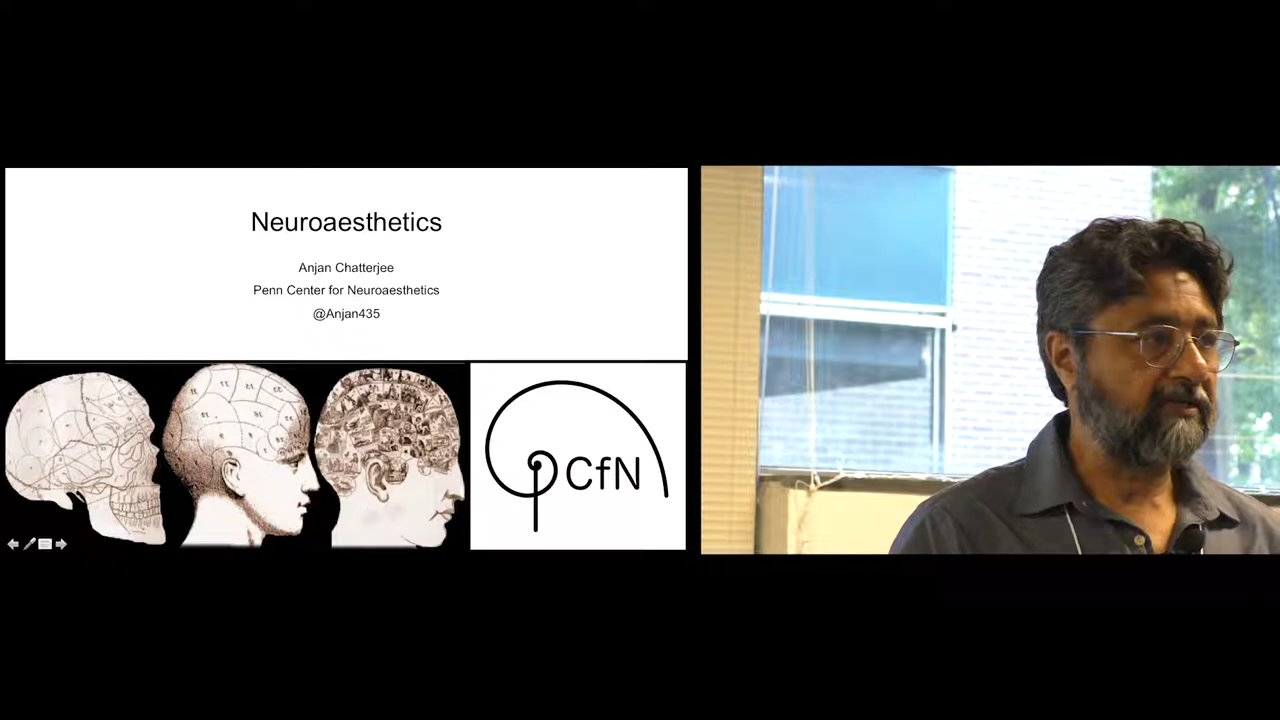 Neuroaesthetics
Anjan Chatterjee
Penn Center for Neuroaesthetics
@Anjan435
CfN